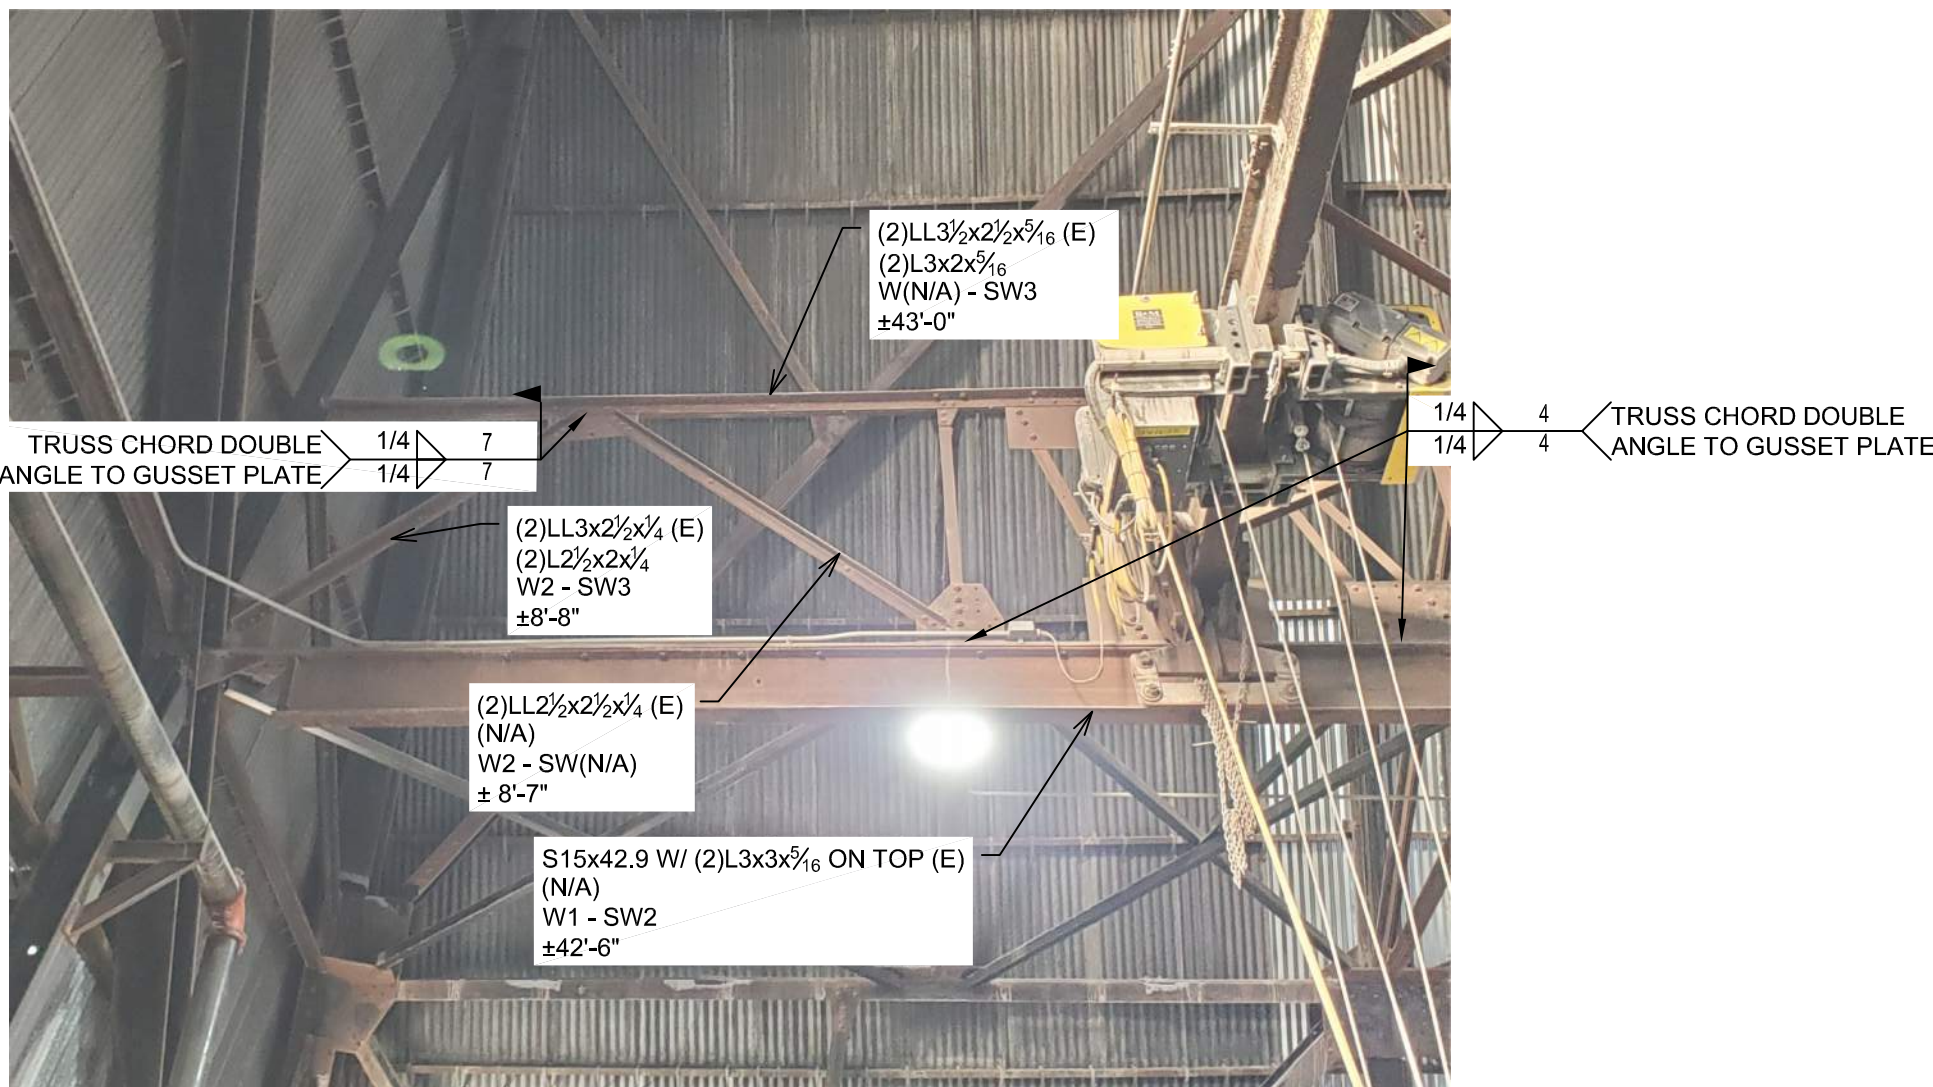 (2)LL3½x2½x5⁄16 (E)
(2)L3x2x5⁄16
W(N/A) - SW3
±43'-0"
TRUSS CHORD DOUBLE
ANGLE TO GUSSET PLATE
1/4 7
1/4 7
1/4 4
1/4 4
TRUSS CHORD DOUBLE
ANGLE TO GUSSET PLATE
(2)LL3x2½x¼ (E)
(2)L2½x2x¼
W2 - SW3
±8'-8"
(2)LL2½x2½x¼ (E)
(N/A)
W2 - SW(N/A)
± 8'-7"
S15x42.9 W/ (2)L3x3x5⁄16 ON TOP (E)
(N/A)
W1 - SW2
±42'-6"